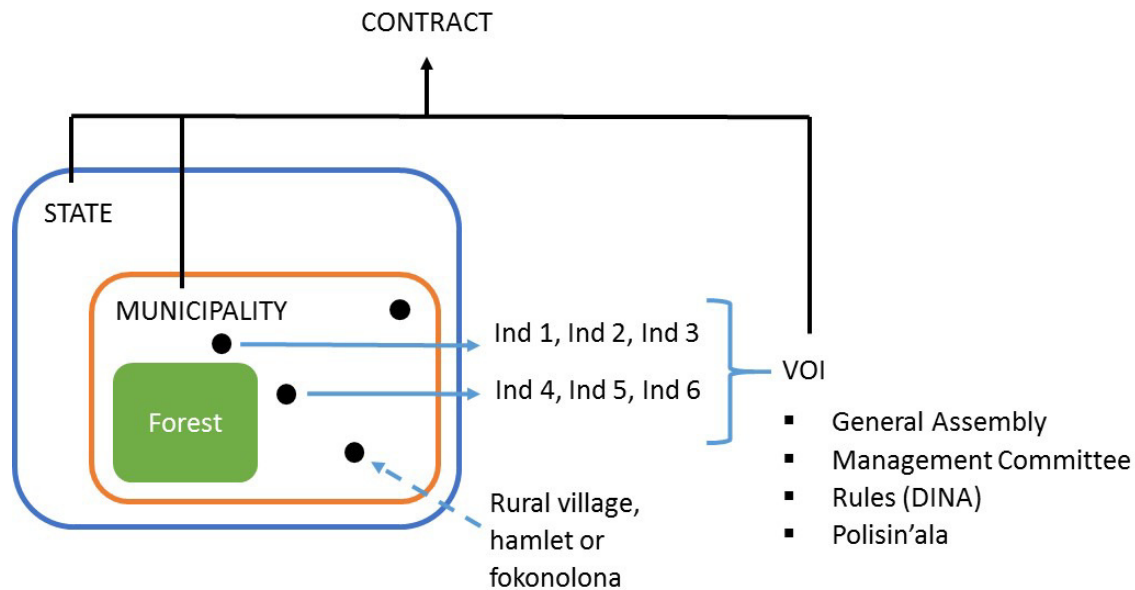 CONTRACT
STATE
MUNICIPALITY
Forest
Ind 1, Ind 2, Ind 3
Ind 4, Ind 5, Ind 6
Rural village,
hamlet or
fokonolona
VOI
▪ General Assembly
▪ Management Committee
▪ Rules (DINA)
▪ Polisin’ala